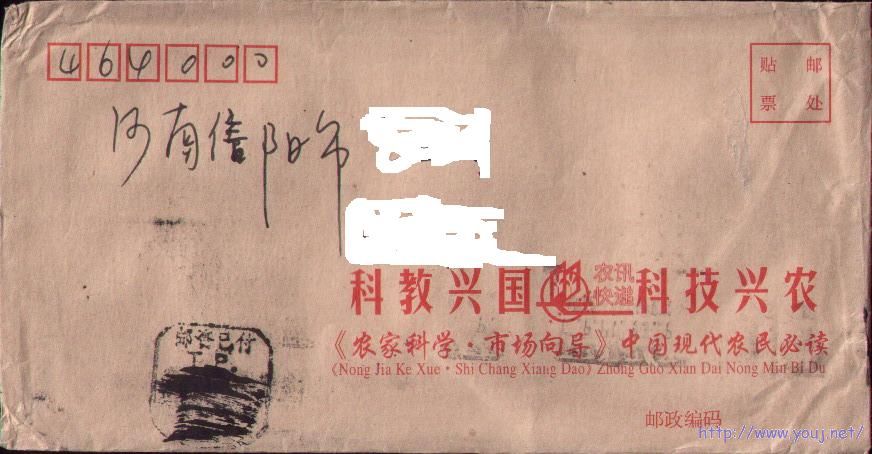 464000
贴 邮
票 处
河南信阳市
科教兴国 农讯快递 科技兴农
《农家科学·市场向导》中国现代农民必读
《Nong Jia Ke Xue·Shi Chang Xiang Dao》Zhong Guo Xian Dai Nong Min Bi Du
邮资已付
邮政编码
http://www.youj.net/